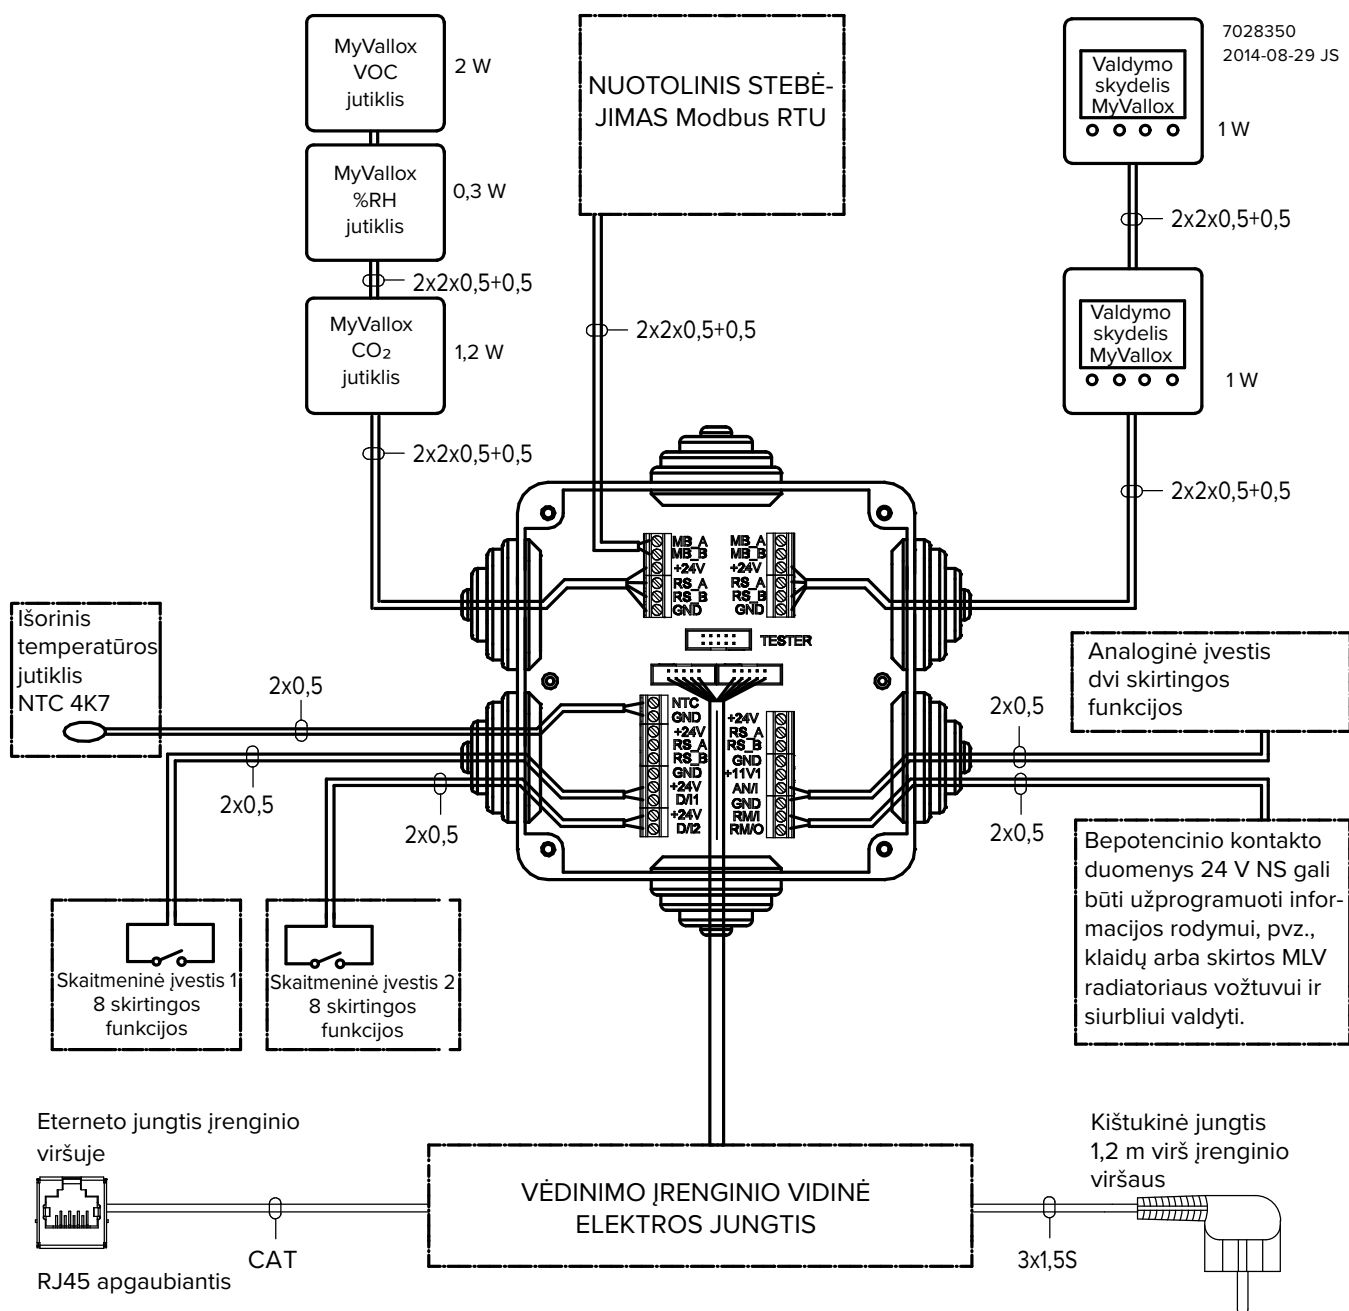 MyVallox
VOC
jutiklis
2 W
MyVallox
%RH
jutiklis
0,3 W
2x2x0,5+0,5
MyVallox
CO₂
jutiklis
1,2 W
2x2x0,5+0,5
NUOTOLINIS STEBĖ-
JIMAS Modbus RTU
2x2x0,5+0,5
7028350
2014-08-29 JS
Valdymo
skydelis
MyVallox
1 W
2x2x0,5+0,5
Valdymo
skydelis
MyVallox
1 W
2x2x0,5+0,5
MB_A
MB_B
+24V
RS_A
RS_B
GND
MB_A
MB_B
+24V
RS_A
RS_B
GND
TESTER
NTC
GND
+24V
RS_A
RS_B
GND
+24V
D/I1
+24V
D/I2
+24V
RS_A
RS_B
GND
+11V1
AN/I
GND
RM/I
RM/O
Išorinis
temperatūros
jutiklis
NTC 4K7
2x0,5
2x0,5
2x0,5
Analoginė įvestis
dvi skirtingos
funkcijos
2x0,5
2x0,5
Bepotencinio kontakto
duomenys 24 V NS gali
būti užprogramuoti infor-
macijos rodymui, pvz.,
klaidų arba skirtos MLV
radiatoriaus vožtuvui ir
siurbliui valdyti.
Skaitmeninė įvestis 1
8 skirtingos
funkcijos
Skaitmeninė įvestis 2
8 skirtingos
funkcijos
Eterneto jungtis įrenginio
viršuje
CAT
RJ45 apgaubiantis
VĖDINIMO ĮRENGINIO VIDINĖ
ELEKTROS JUNGTIS
Kištukinė jungtis
1,2 m virš įrenginio
viršaus
3x1,5S